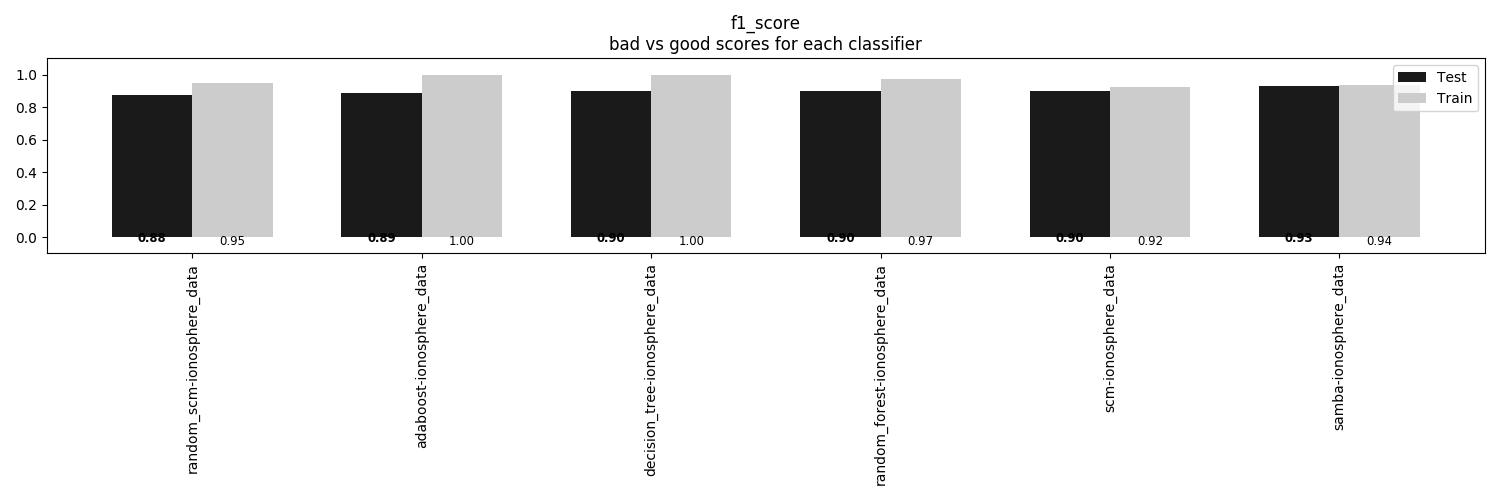 f1_score
bad vs good scores for each classifier
Test
Train
1.0
0.8
0.6
0.4
0.2
0.0
0.88 0.95 0.89 1.00 0.90 1.00 0.90 0.97 0.90 0.92 0.93 0.94
random_scm-ionosphere_data
adaboost-ionosphere_data
decision_tree-ionosphere_data
random_forest-ionosphere_data
scm-ionosphere_data
samba-ionosphere_data